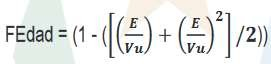 FEdad = (1 - ([(E/Vu) + (E/Vu)²]/2))